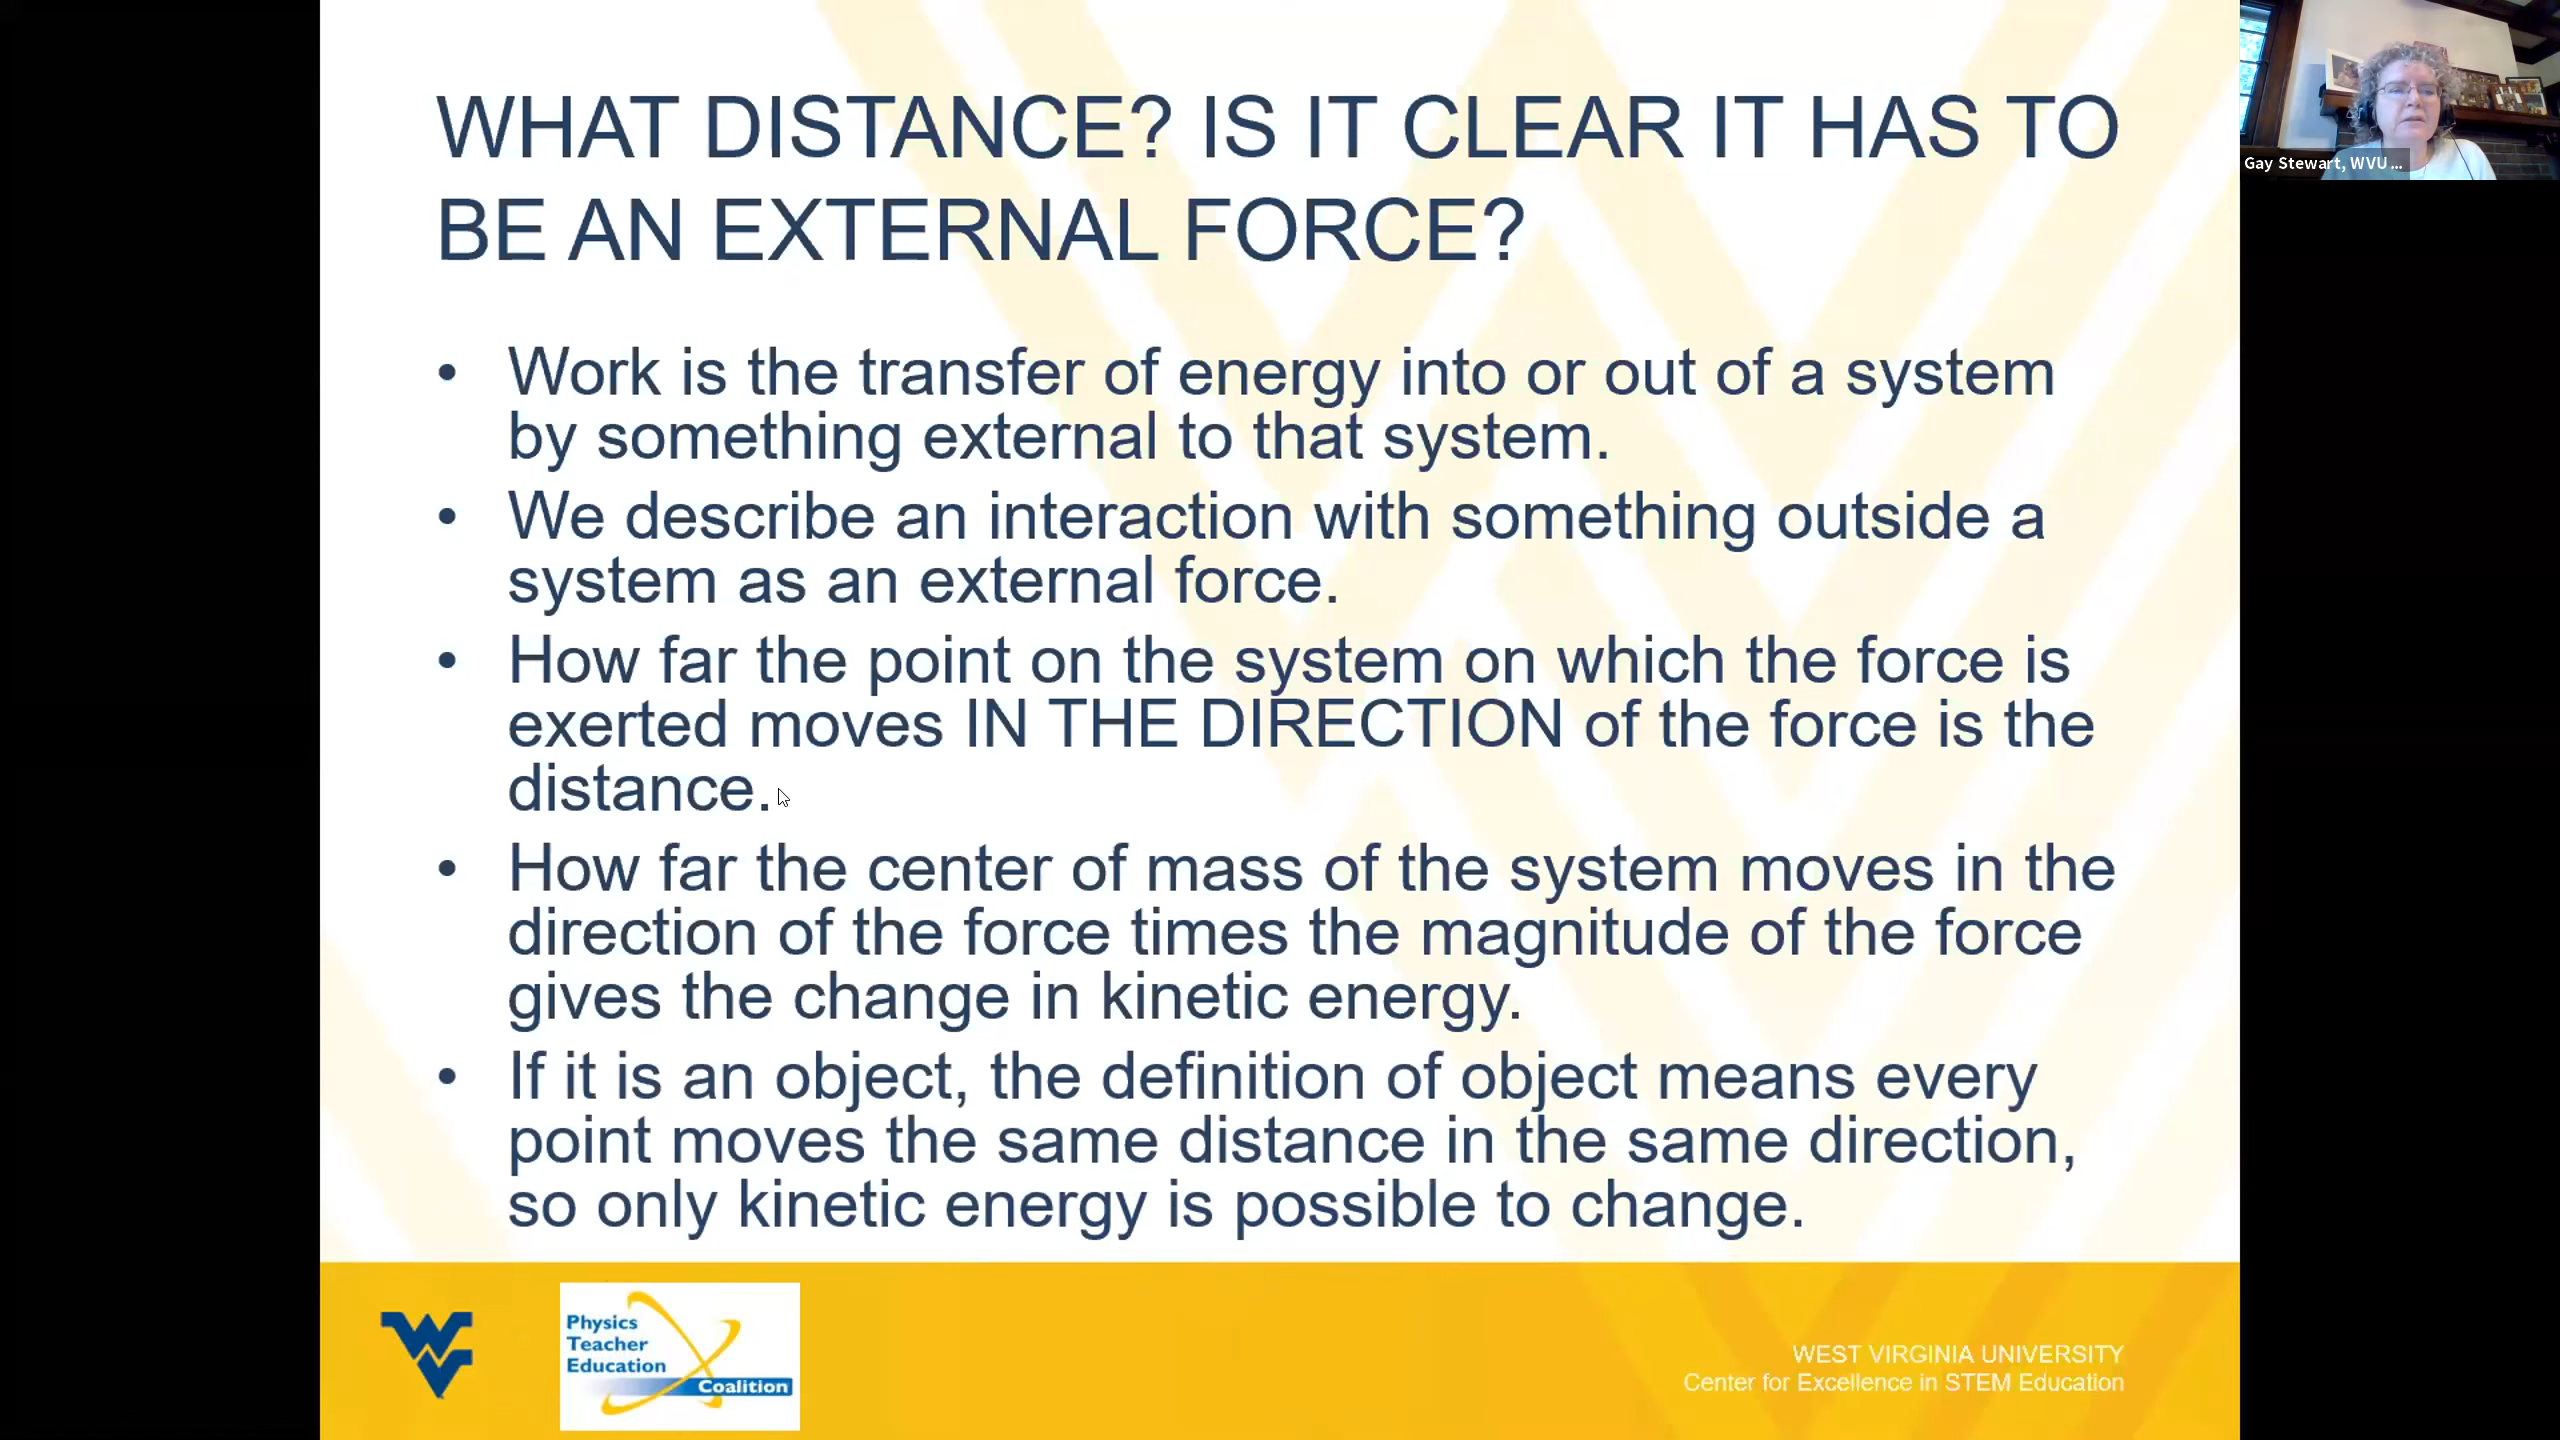 WHAT DISTANCE? IS IT CLEAR IT HAS TO
BE AN EXTERNAL FORCE?
• Work is the transfer of energy into or out of a system
by something external to that system.
• We describe an interaction with something outside a
system as an external force.
• How far the point on the system on which the force is
exerted moves IN THE DIRECTION of the force is the
distance.
• How far the center of mass of the system moves in the
direction of the force times the magnitude of the force
gives the change in kinetic energy.
• If it is an object, the definition of object means every
point moves the same distance in the same direction,
so only kinetic energy is possible to change.
WV
Physics
Teacher
Education
Coalition
WEST VIRGINIA UNIVERSITY
Center for Excellence in STEM Education
Gay Stewart, WVU ...